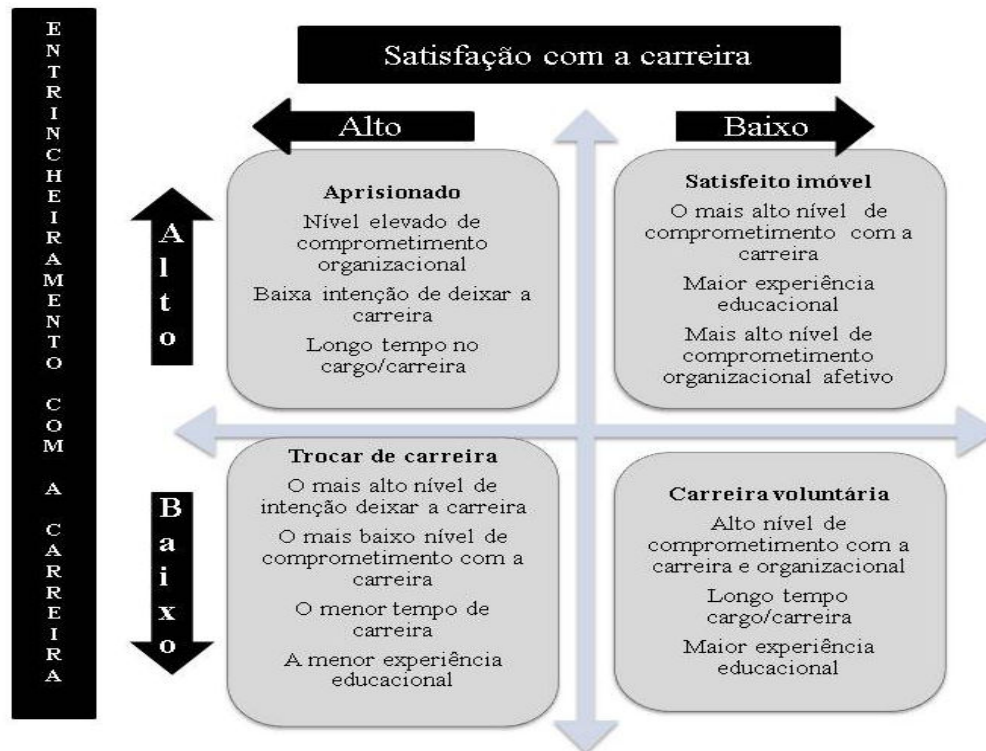 ENTRINCHEIRAMENTO COM A CARREIRA
Satisfação com a carreira
Alto
Baixo
Alto
Aprisionado
Nível elevado de
comprometimento
organizacional
Baixa intenção de deixar a
carreira
Longo tempo no
cargo/carreira
Satisfeito imóvel
O mais alto nível de
comprometimento com a
carreira
Maior experiência
educacional
Mais alto nível de
comprometimento
organizacional afetivo
Baixo
Trocar de carreira
O mais alto nível de
intenção deixar a carreira
O mais baixo nível de
comprometimento com a
carreira
O menor tempo de
carreira
A menor experiência
educacional
Carreira voluntária
Alto nível de
comprometimento com a
carreira e organizacional
Longo tempo
cargo/carreira
Maior experiência
educacional